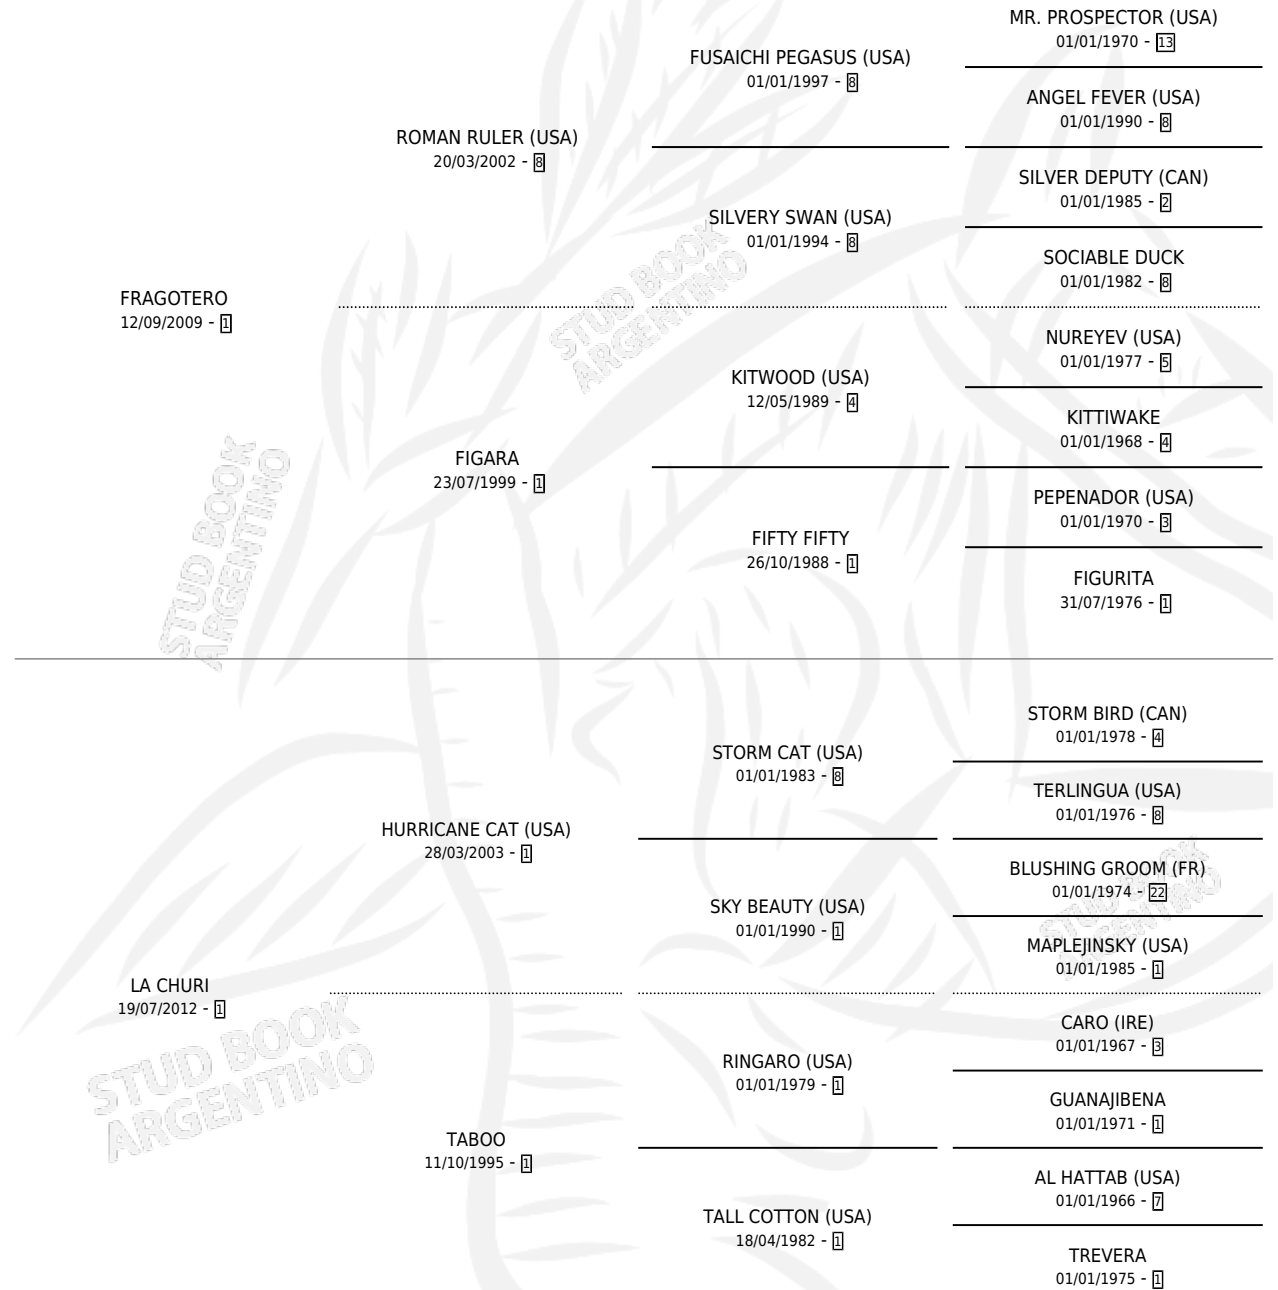 MR. PROSPECTOR (USA)
01/01/1970 - 13
FUSAICHI PEGASUS (USA)
01/01/1997 - 8
ANGEL FEVER (USA)
01/01/1990 - 8
ROMAN RULER (USA)
20/03/2002 - 8
SILVER DEPUTY (CAN)
01/01/1985 - 2
SILVERY SWAN (USA)
01/01/1994 - 8
SOCIABLE DUCK
01/01/1982 - 8
FRAGOTERO
12/09/2009 - 1
STUD BOOK
ARGENTINO
NUREYEV (USA)
01/01/1977 - 5
KITWOOD (USA)
12/05/1989 - 4
KITTIWAKE
01/01/1968 - 4
FIGARA
23/07/1999 - 1
PEPENADOR (USA)
01/01/1970 - 3
FIFTY FIFTY
26/10/1988 - 1
FIGURITA
31/07/1976 - 1
STUD BOOK
ARGENTINO
STORM BIRD (CAN)
01/01/1978 - 4
STORM CAT (USA)
01/01/1983 - 8
TERLINGUA (USA)
01/01/1976 - 8
HURRICANE CAT (USA)
28/03/2003 - 1
BLUSHING GROOM (FR)
01/01/1974 - 22
SKY BEAUTY (USA)
01/01/1990 - 1
STUD BOOK
ARGENTINO
MAPLEJINSKY (USA)
01/01/1985 - 1
LA CHURI
19/07/2012 - 1
STUD BOOK
ARGENTINO
CARO (IRE)
01/01/1967 - 3
RINGARO (USA)
01/01/1979 - 1
GUANAJIBENA
01/01/1971 - 1
TABOO
11/10/1995 - 1
AL HATTAB (USA)
01/01/1966 - 7
TALL COTTON (USA)
18/04/1982 - 1
TREVERA
01/01/1975 - 1